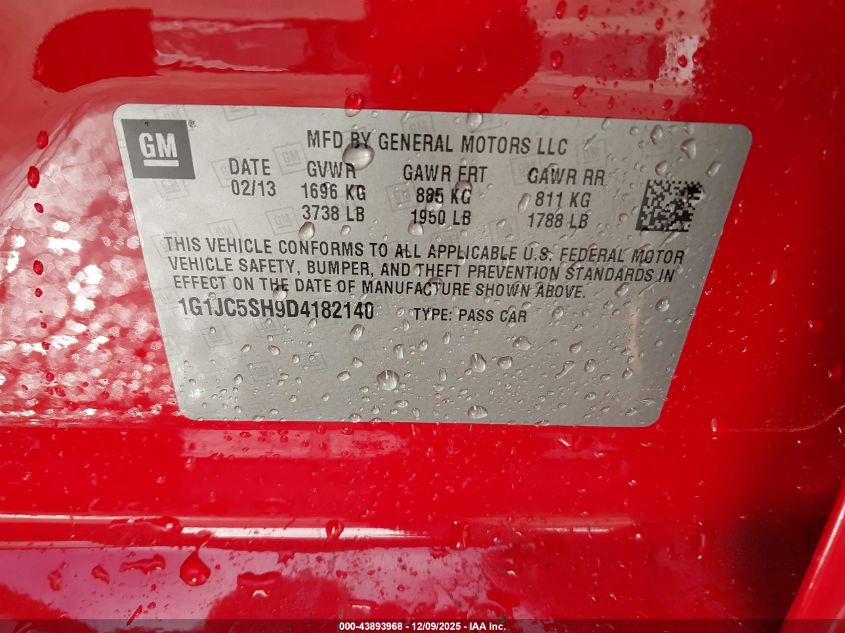 GM
MFD BY GENERAL MOTORS LLC
DATE GVWR GAWR FRT GAWR RR
02/13 1696 KG 885 KG 811 KG
3738 LB 1950 LB 1788 LB
THIS VEHICLE CONFORMS TO ALL APPLICABLE U.S. FEDERAL MOTOR
VEHICLE SAFETY, BUMPER, AND THEFT PREVENTION STANDARDS IN
EFFECT ON THE DATE OF MANUFACTURE SHOWN ABOVE.
1G1JC5SH9D4182140 TYPE: PASS CAR
000-43893968 - 12/09/2025 - IAA Inc.